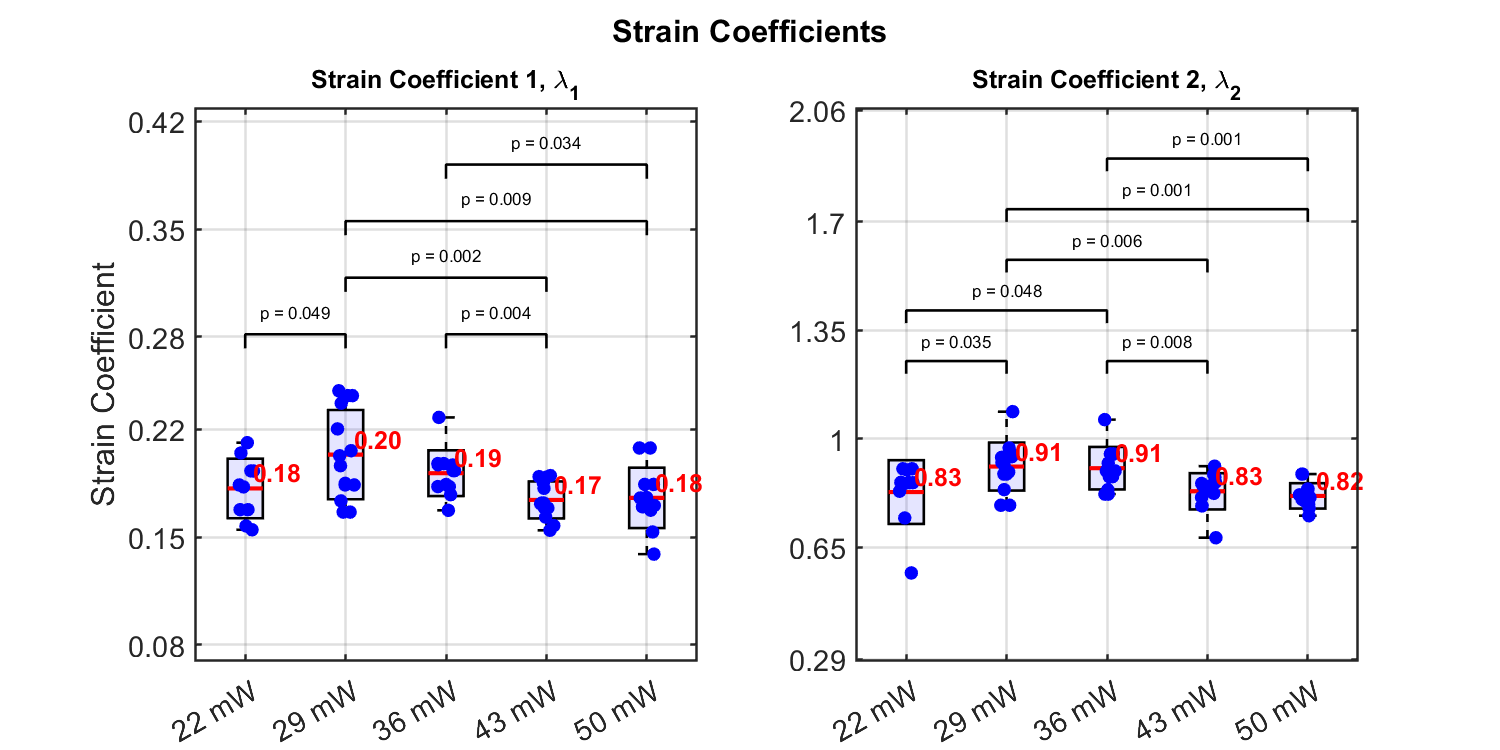 Strain Coefficients
Strain Coefficient 1, λ1
Strain Coefficient
0.42
0.35
0.28
0.22
0.15
0.08
p = 0.034
p = 0.009
p = 0.002
p = 0.049
p = 0.004
0.18
0.20
0.19
0.17
0.18
22 mW
29 mW
36 mW
43 mW
50 mW
Strain Coefficient 2, λ2
2.06
1.7
1.35
1
0.65
0.29
p = 0.001
p = 0.001
p = 0.006
p = 0.048
p = 0.035
p = 0.008
0.83
0.91
0.91
0.83
0.82
22 mW
29 mW
36 mW
43 mW
50 mW